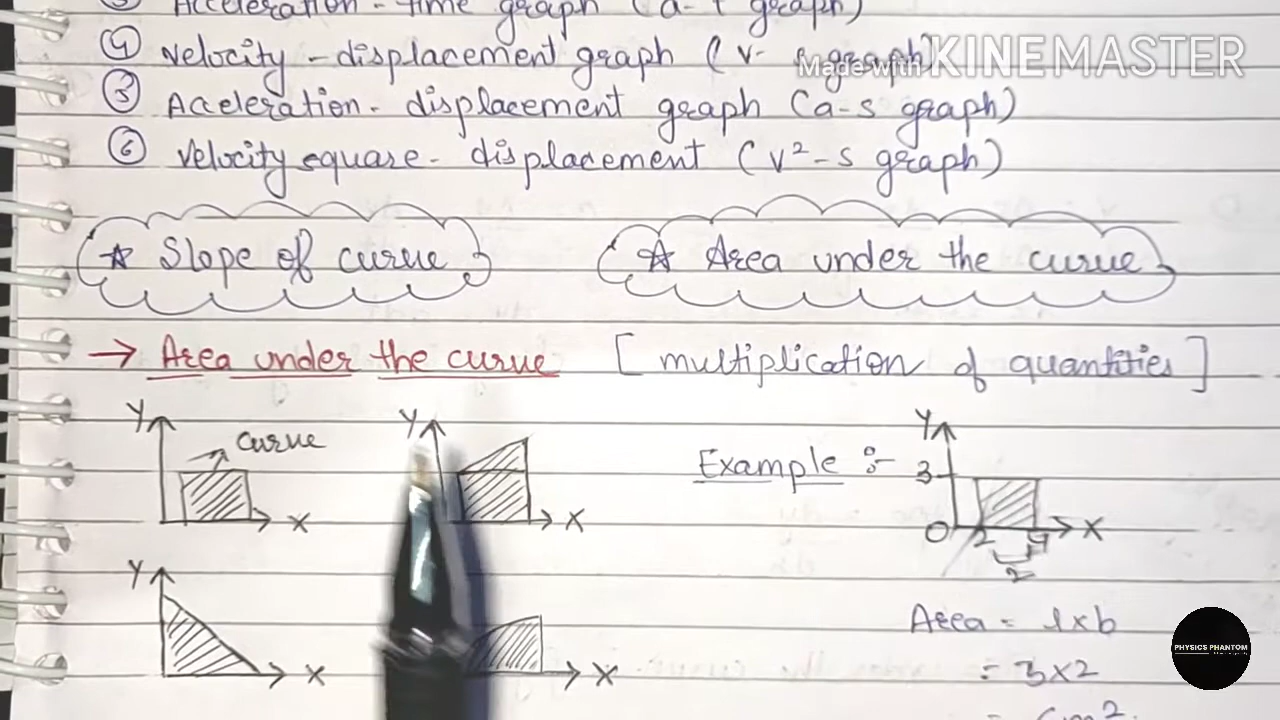 Acceleration - time graph (a-t graph)
④ Velocity - displacement graph (v- graph)
Made with KINEMASTER
⑤ Acceleration - displacement graph (a-s graph)
⑥ Velocity square - displacement (v²-s graph)
☆ Slope of curve
☆ Area under the curve
→ Area under the curve [multiplication of quantities]
Y
curve
X
Y
X
Example :-
Y
3
O
2
4
X
2
Y
X
X
Area = l×b
= 3×2
PHYSICS PHANTOM